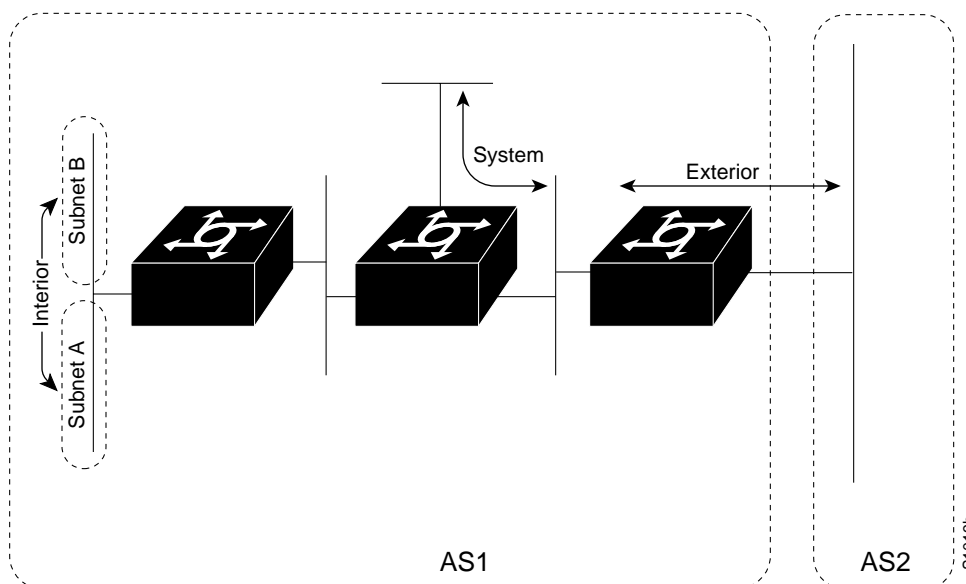 System
Exterior
Subnet B
Interior
Subnet A
AS1
AS2